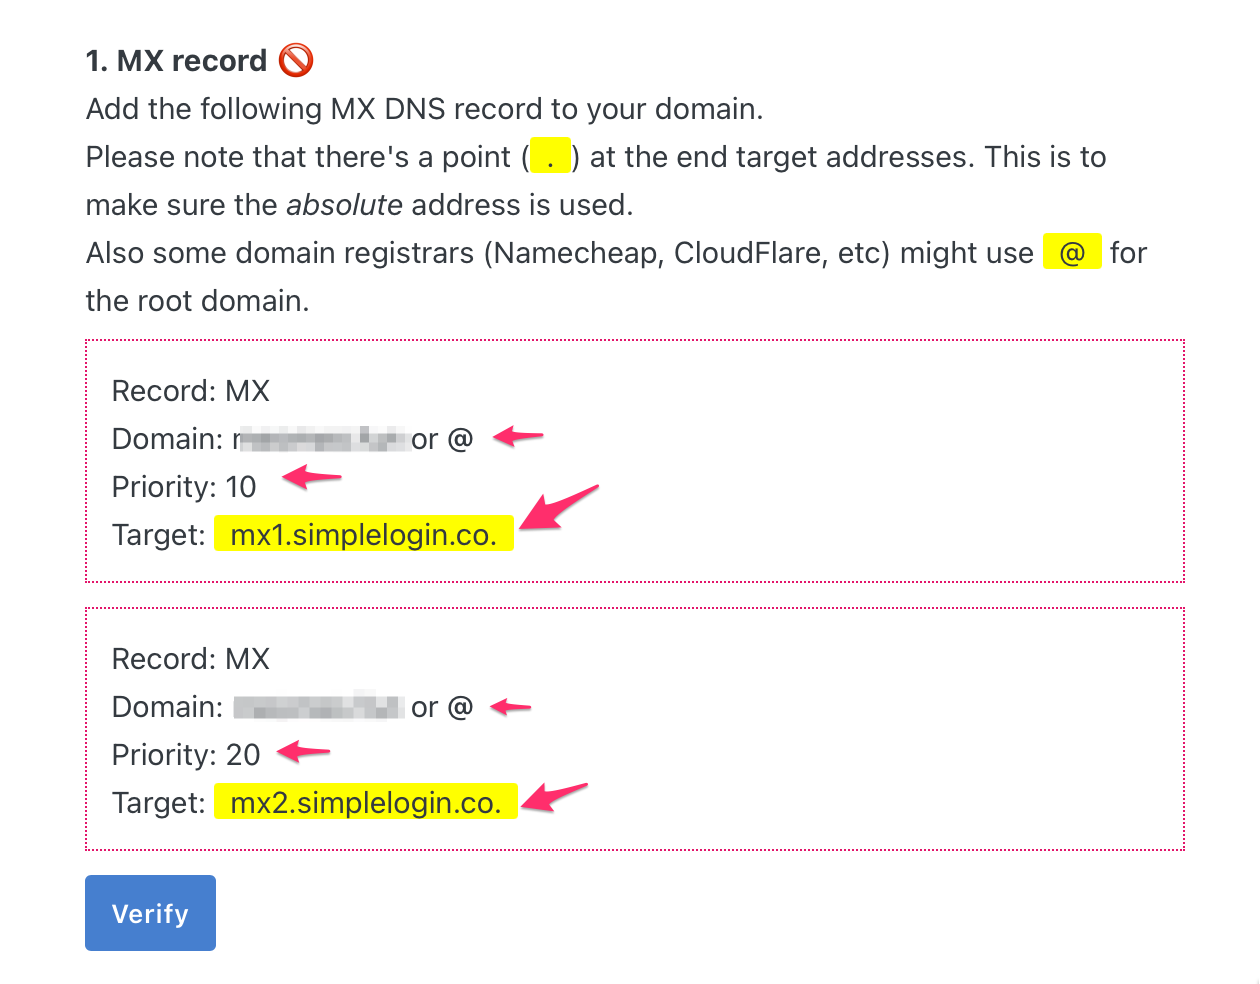 1. MX record
Add the following MX DNS record to your domain.
Please note that there's a point ( . ) at the end target addresses. This is to
make sure the absolute address is used.
Also some domain registrars (Namecheap, CloudFlare, etc) might use @ for
the root domain.
Record: MX
Domain: or @
Priority: 10
Target: mx1.simplelogin.co.
Record: MX
Domain: or @
Priority: 20
Target: mx2.simplelogin.co.
Verify